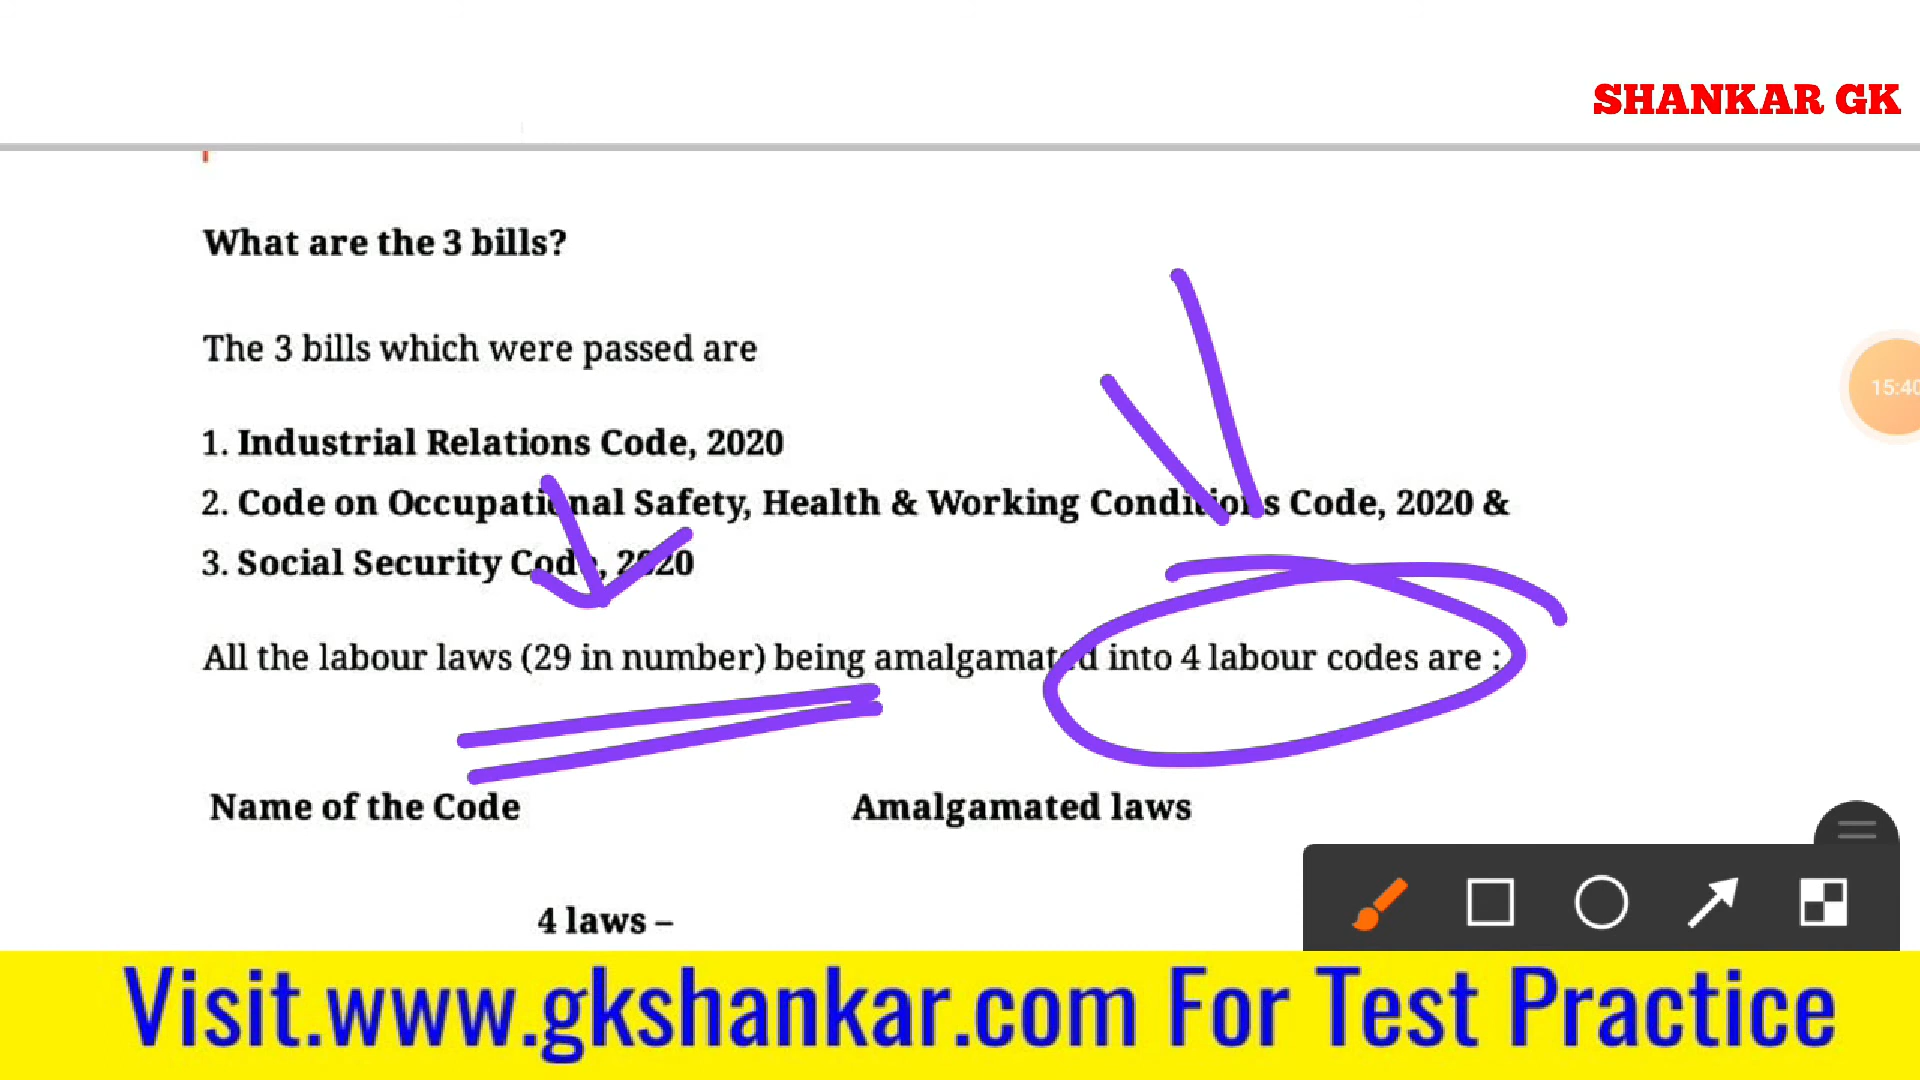 SHANKAR GK
What are the 3 bills?
The 3 bills which were passed are
15:40
1. Industrial Relations Code, 2020
2. Code on Occupational Safety, Health & Working Conditions Code, 2020 &
3. Social Security Code, 2020
All the labour laws (29 in number) being amalgamated into 4 labour codes are :
Name of the Code Amalgamated laws
4 laws –
Visit.www.gkshankar.com For Test Practice